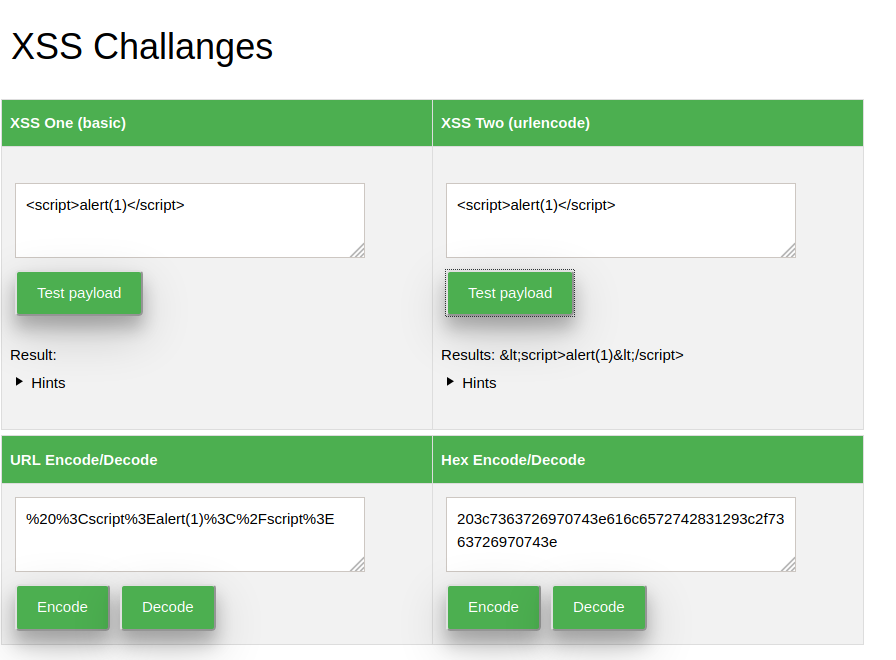 XSS Challanges
XSS One (basic)
XSS Two (urlencode)
<script>alert(1)</script>
<script>alert(1)</script>
Test payload
Test payload
Result:
Results: &lt;script>alert(1)&lt;/script>
Hints
Hints
URL Encode/Decode
Hex Encode/Decode
%20%3Cscript%3Ealert(1)%3C%2Fscript%3E
203c7363726970743e616c6572742831293c2f73
63726970743e
Encode
Decode
Encode
Decode